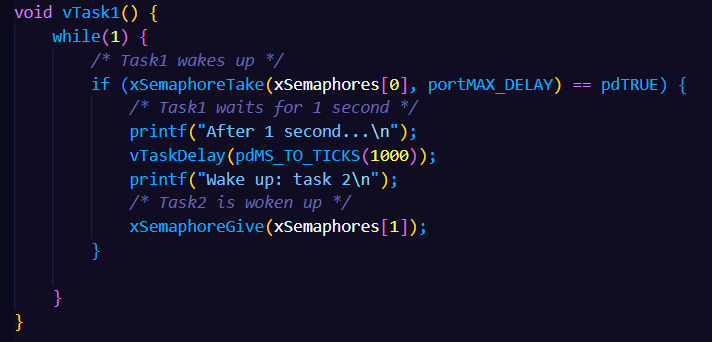 void vTask1() {
    while(1) {
        /* Task1 wakes up */
        if (xSemaphoreTake(xSemaphores[0], portMAX_DELAY) == pdTRUE) {
            /* Task1 waits for 1 second */
            printf("After 1 second...\n");
            vTaskDelay(pdMS_TO_TICKS(1000));
            printf("Wake up: task 2\n");
            /* Task2 is woken up */
            xSemaphoreGive(xSemaphores[1]);
        }

    }
}